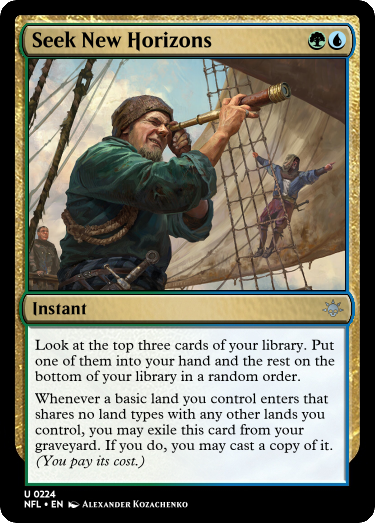 Seek New Horizons
Instant
Look at the top three cards of your library. Put
one of them into your hand and the rest on the
bottom of your library in a random order.
Whenever a basic land you control enters that
shares no land types with any other lands you
control, you may exile this card from your
graveyard. If you do, you may cast a copy of it.
(You pay its cost.)
U 0224
NFL • EN Alexander Kozachenko